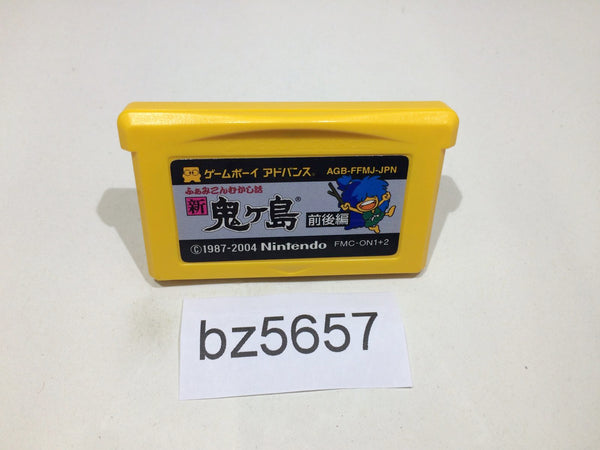 ゲームボーイ アドバンス® AGB-FFMJ-JPN
ふぁみこんむかし話
新 鬼ヶ島® 前後編
©1987-2004 Nintendo FMC-ON1+2
bz5657